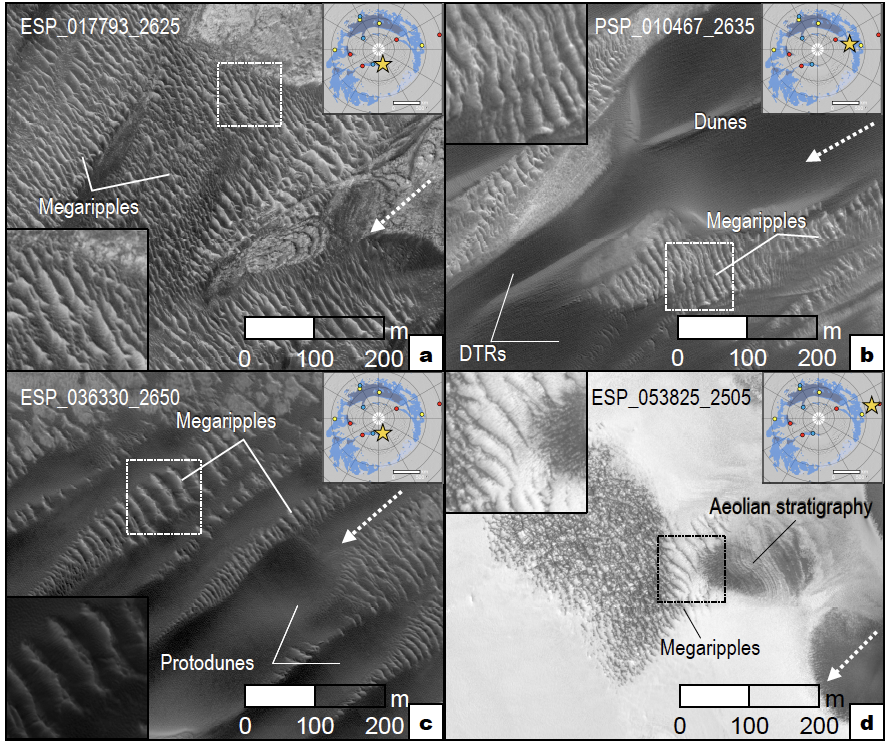 ESP_017793_2625
Megaripples
0 100 200 m
a
PSP_010467_2635
Dunes
Megaripples
DTRs
0 100 200 m
b
ESP_036330_2650
Megaripples
Protodunes
0 100 200 m
c
ESP_053825_2505
Aeolian stratigraphy
Megaripples
0 100 200 m
d